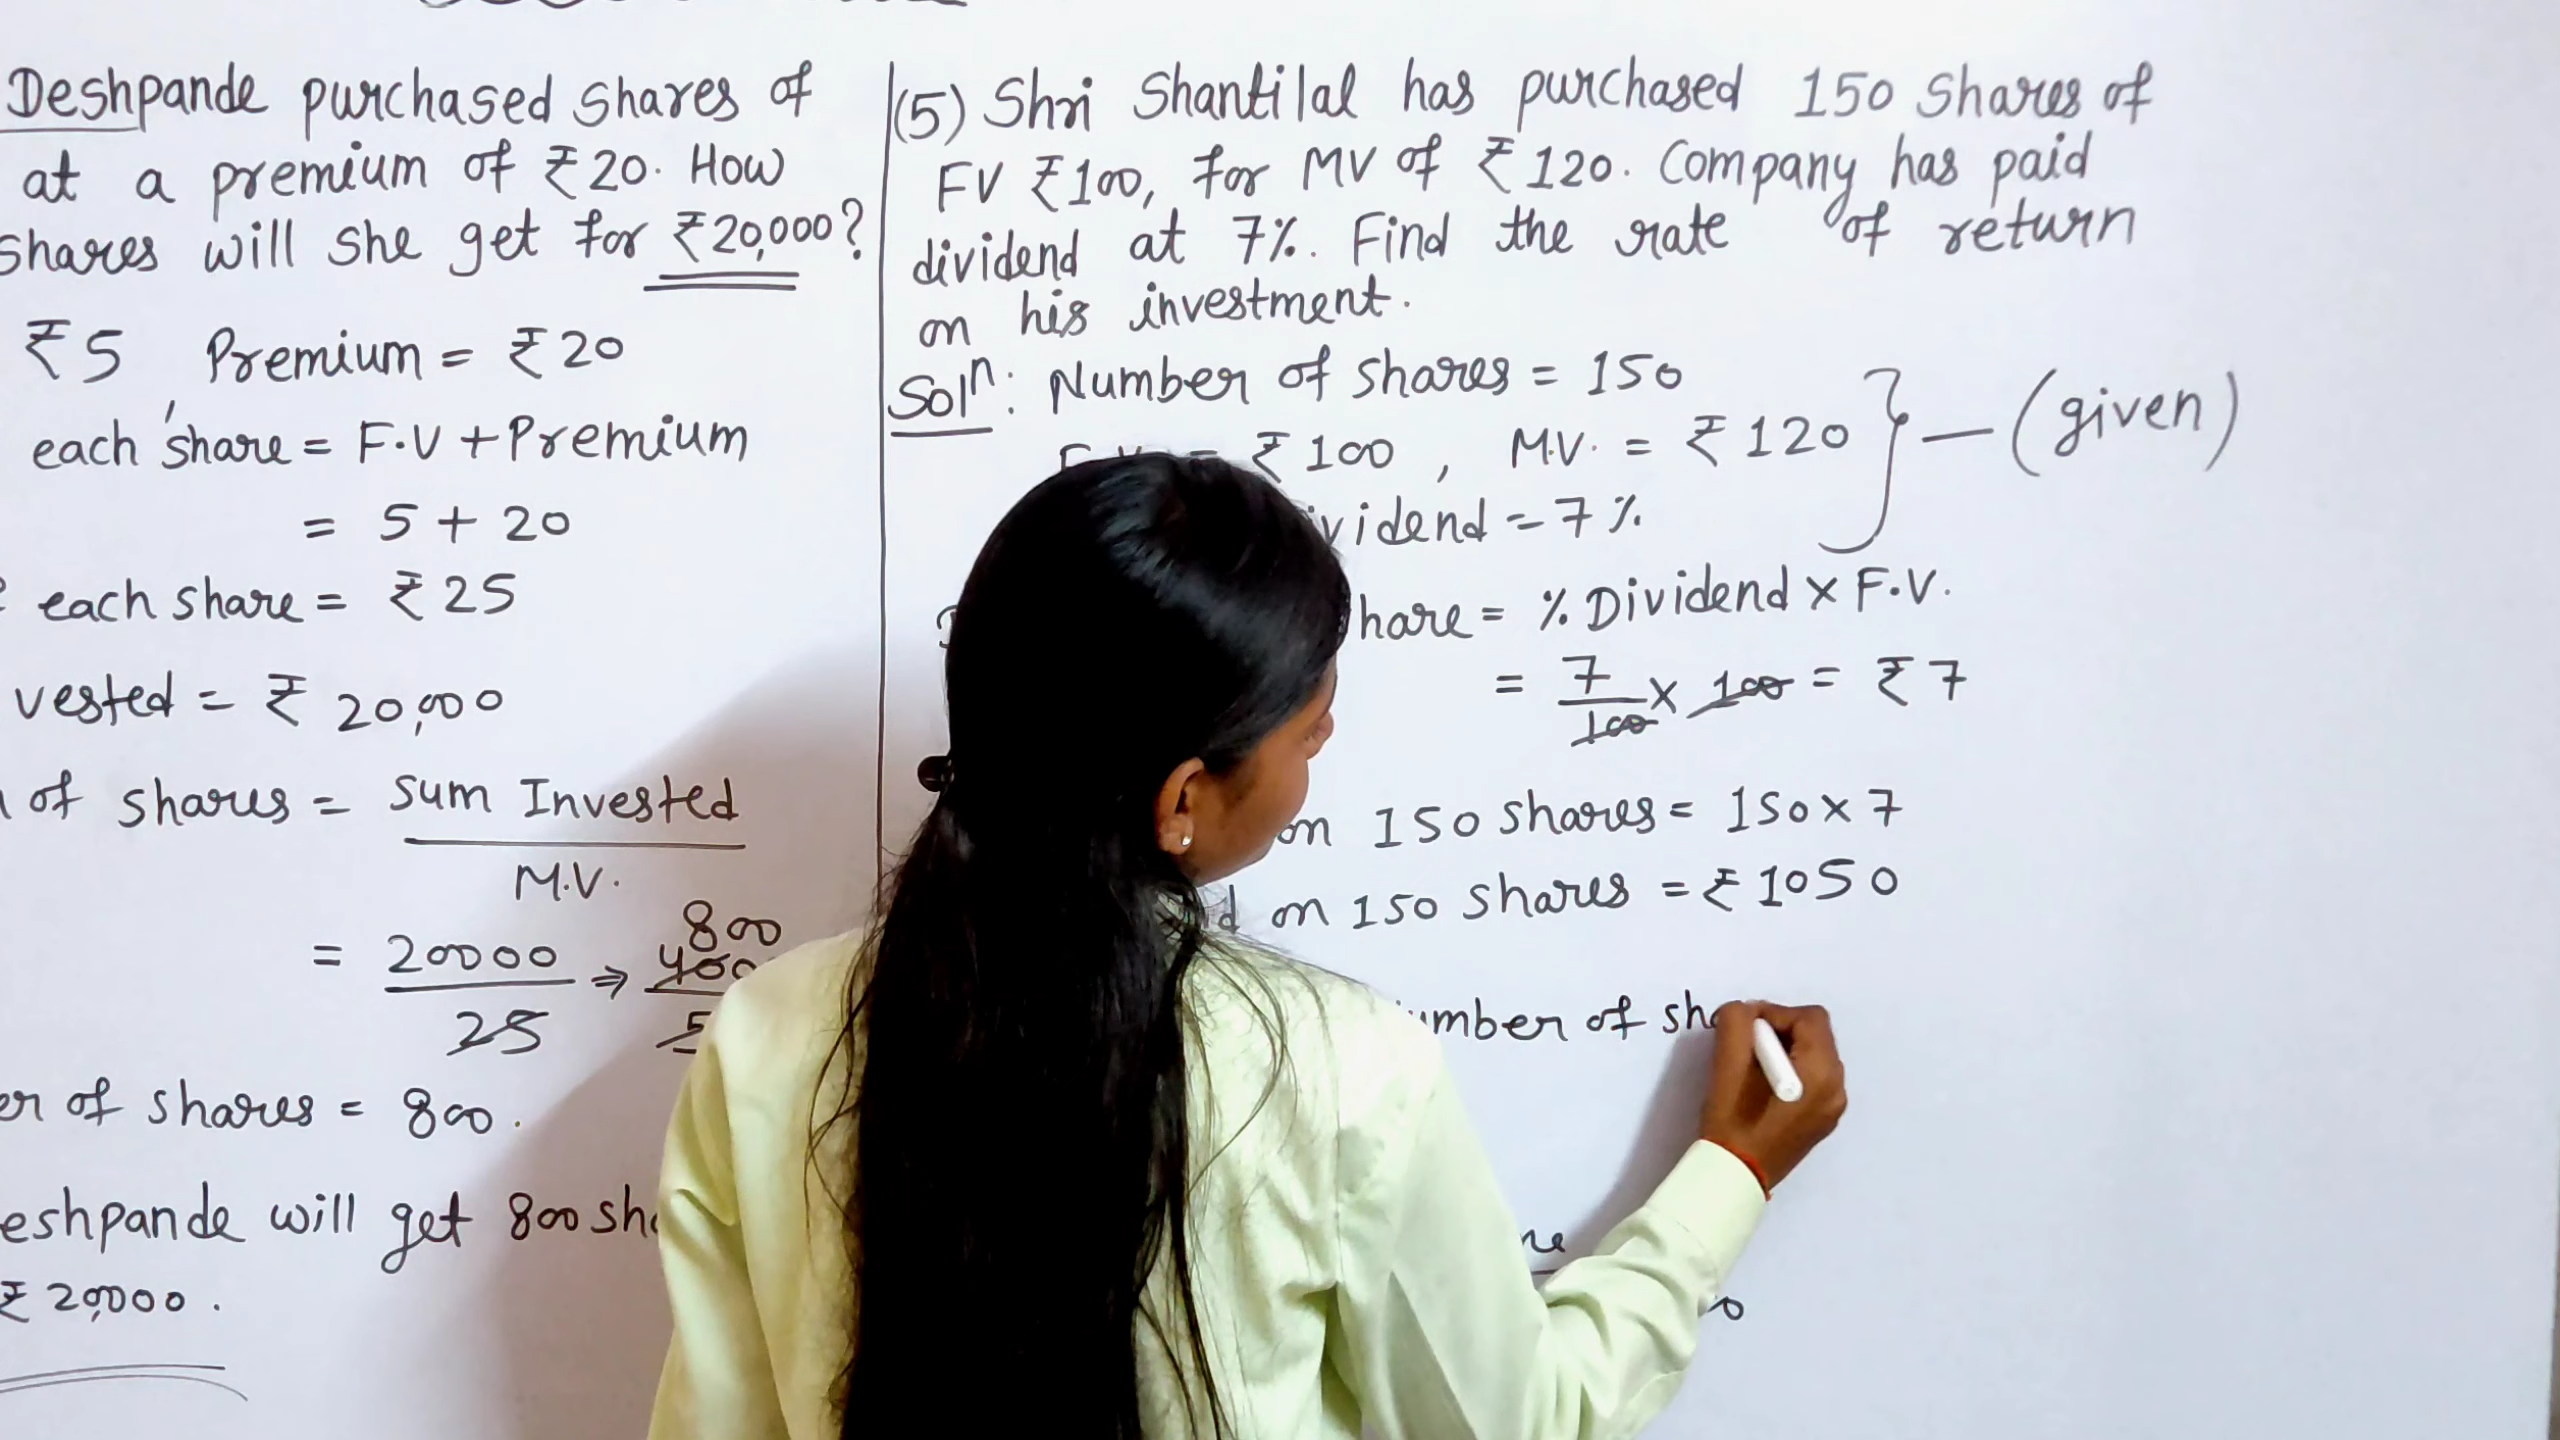 Deshpande purchased shares of
at a premium of ₹20. How
shares will she get for ₹20,000?
₹5, Premium = ₹20
each share = F.V + Premium
= 5 + 20
each share = ₹25
vested = ₹ 20,000
of shares = Sum Invested
M.V.
= 20000 ⇒ 800
25
er of shares = 800.
eshpande will get 800 sh
₹ 20,000.
(5) Shri Shantilal has purchased 150 Shares of
FV ₹100, for MV of ₹120. Company has paid
dividend at 7%. Find the rate of return
on his investment.
Solⁿ: Number of shares = 150
₹100, M.V. = ₹120 } — (given)
vidend = 7%
hare = % Dividend x F.V.
= 7 x 100 = ₹7
100
on 150 shares = 150 x 7
d on 150 shares = ₹1050
umber of sh